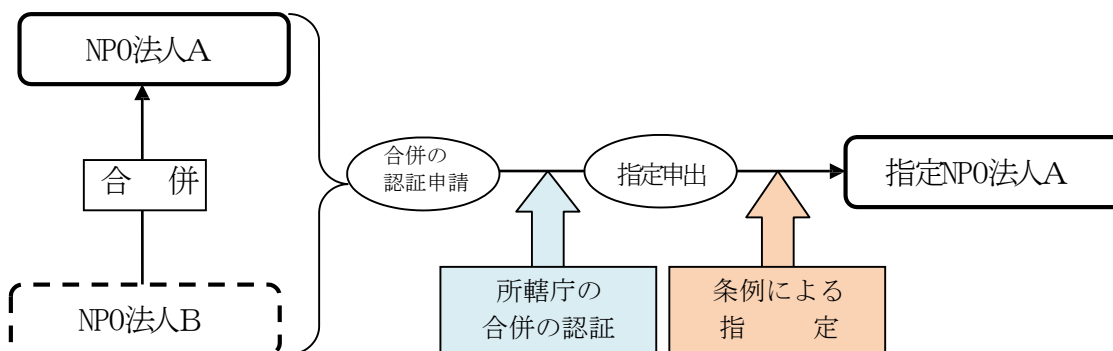 NPO法人A
合　併
NPO法人B
合併の
認証申請
指定申出
指定NPO法人A
所轄庁の
合併の認証
条例による
指　　定